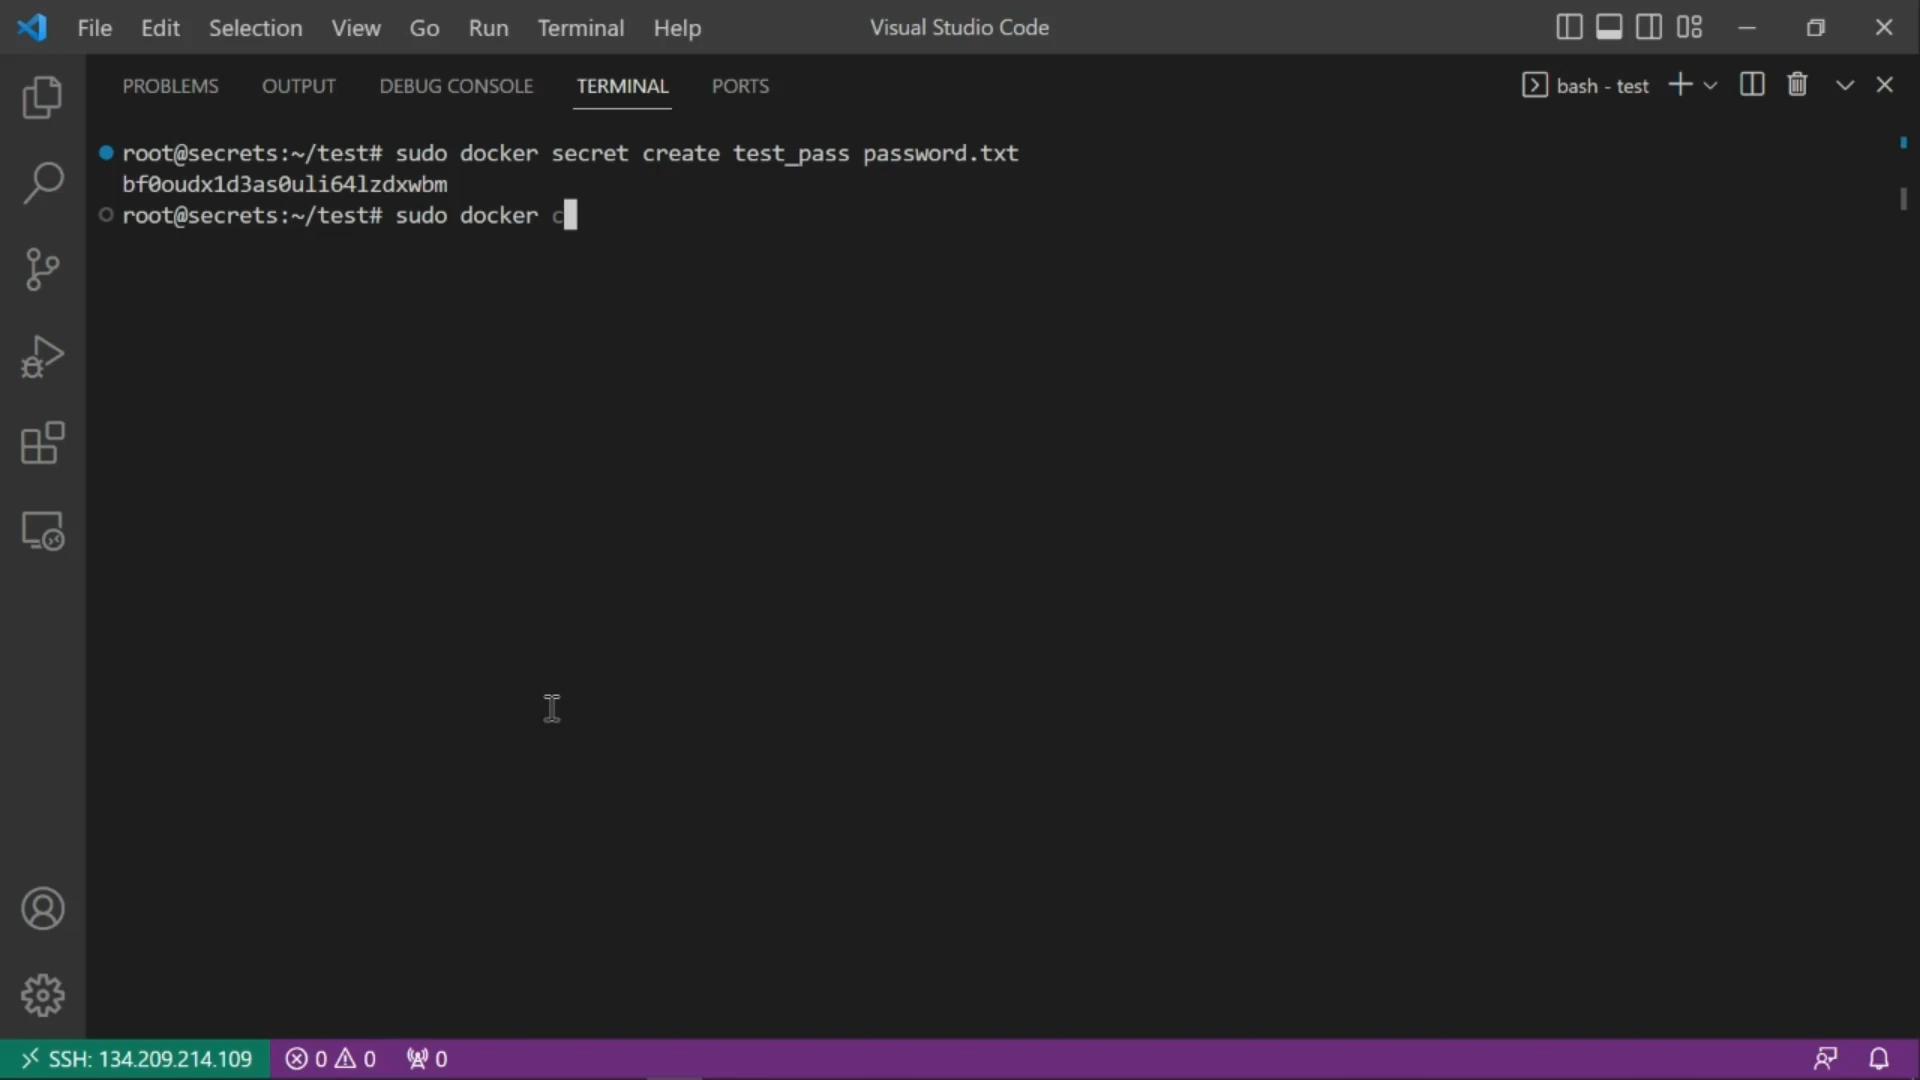 File Edit Selection View Go Run Terminal Help Visual Studio Code
PROBLEMS OUTPUT DEBUG CONSOLE TERMINAL PORTS bash - test
root@secrets:~/test# sudo docker secret create test_pass password.txt
bf0oudx1d3as0uli64lzdxwbm
root@secrets:~/test# sudo docker c
SSH: 134.209.214.109 0 0 0